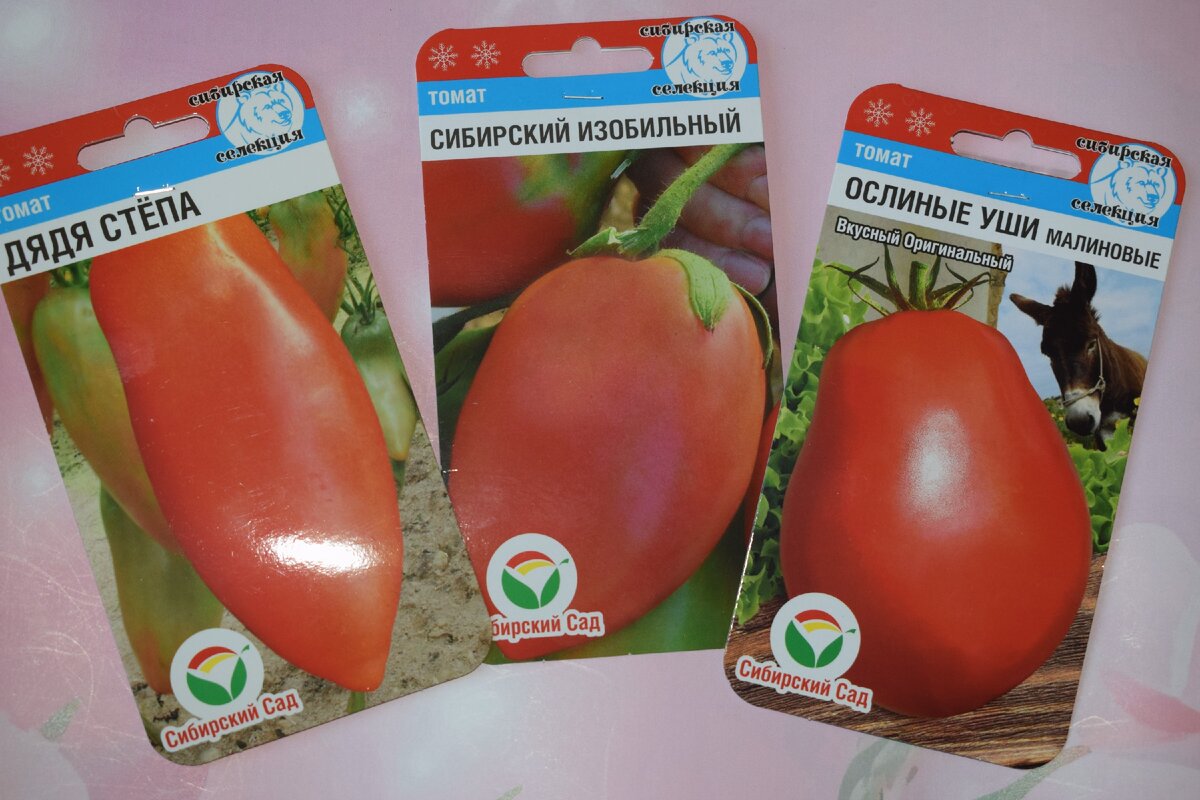 сибирская
селекция
томат
ДЯДЯ СТЁПА
Сибирский Сад
сибирская
селекция
томат
СИБИРСКИЙ ИЗОБИЛЬНЫЙ
бирский Сад
сибирская
селекция
томат
ОСЛИНЫЕ УШИ МАЛИНОВЫЕ
Вкусный Оригинальный
Сибирский Сад